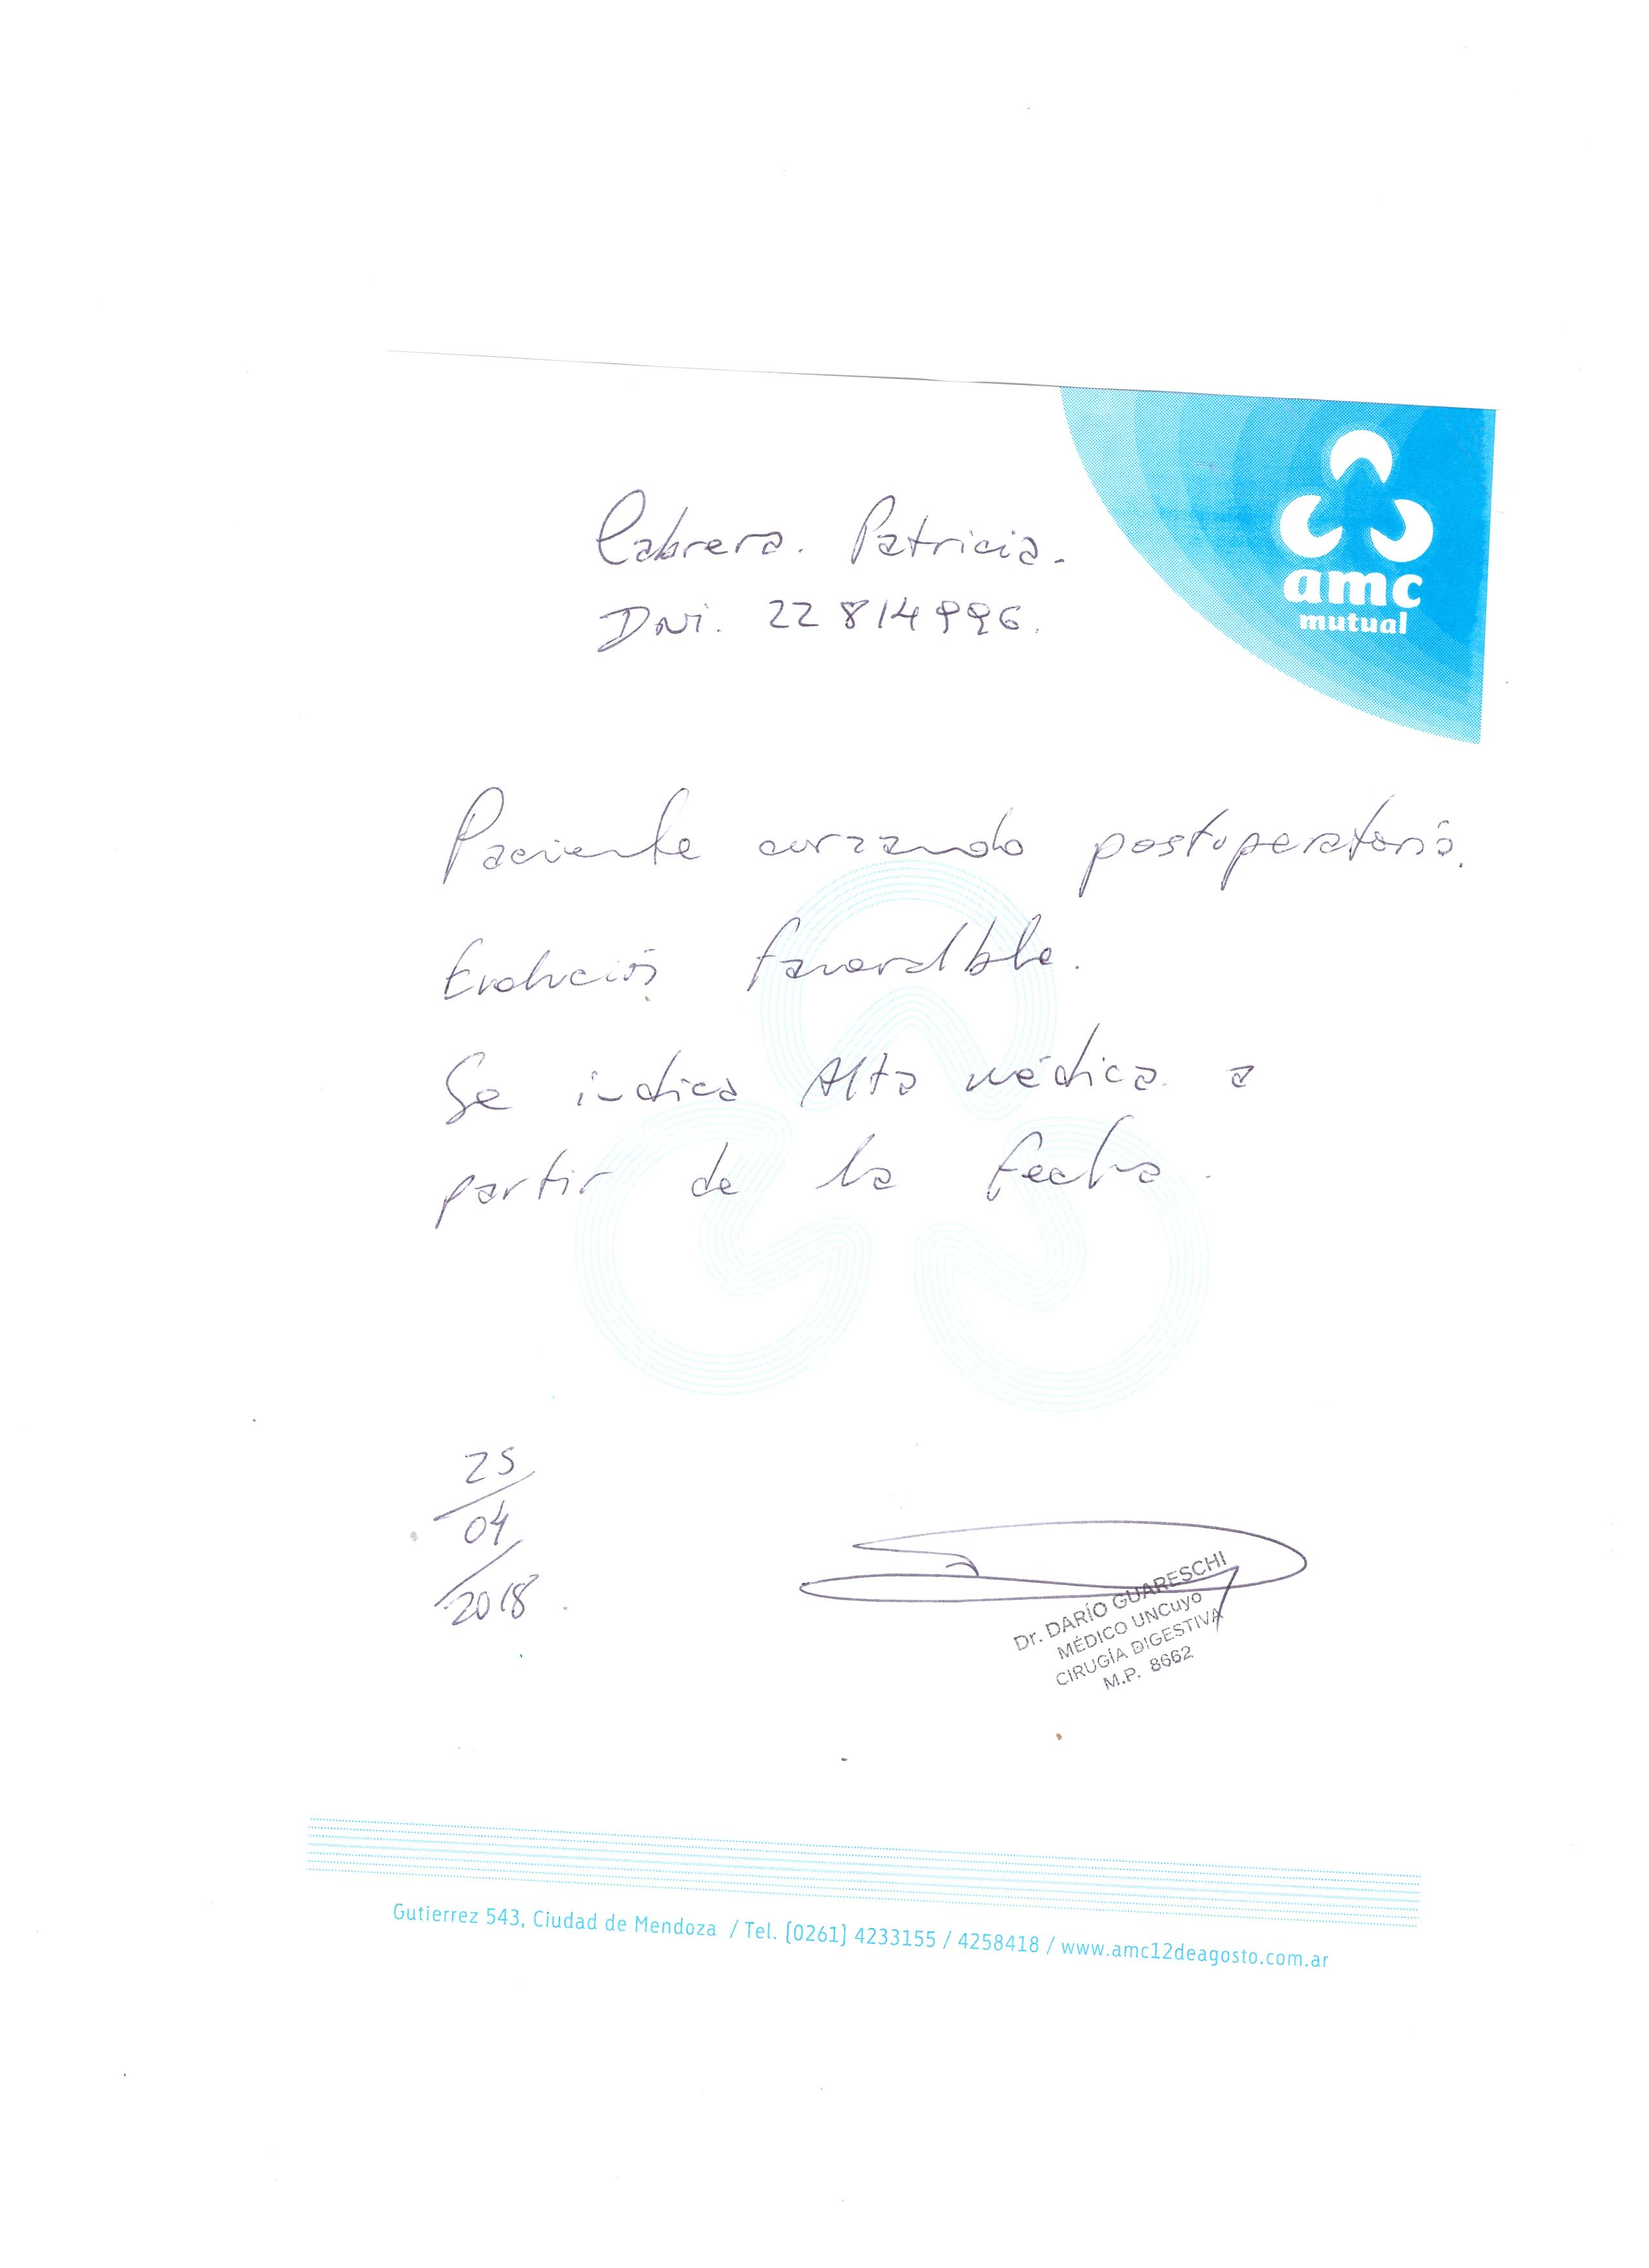 amc
mutual
Cabrera. Patricia.
DNI. 22 814996.
Paciente cursando postoperatorio.
Evolución favorable.
Se indica Alta médica a
partir de la fecha.
25
04
2018.
Dr. DARÍO GUARESCHI
MÉDICO UNCuyo
CIRUGÍA DIGESTIVA
M.P. 8662
Gutierrez 543, Ciudad de Mendoza / Tel. (0261) 4233155 / 4258418 / www.amc12deagosto.com.ar